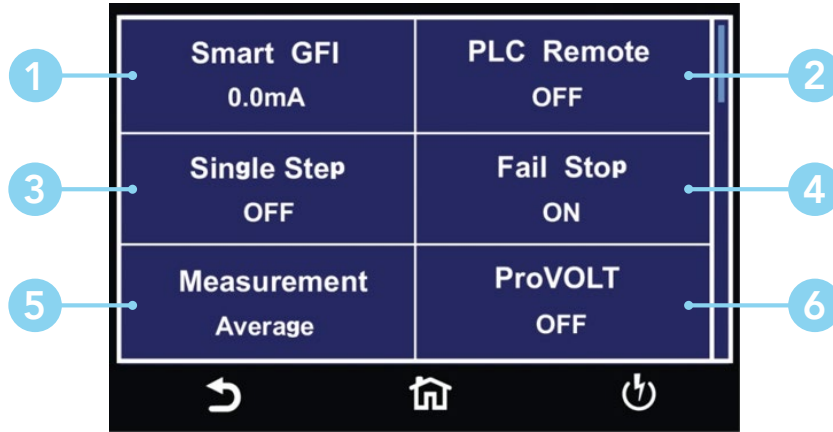 1
Smart GFI
0.0mA
PLC Remote
OFF
2
3
Single Step
OFF
Fail Stop
ON
4
5
Measurement
Average
ProVOLT
OFF
6